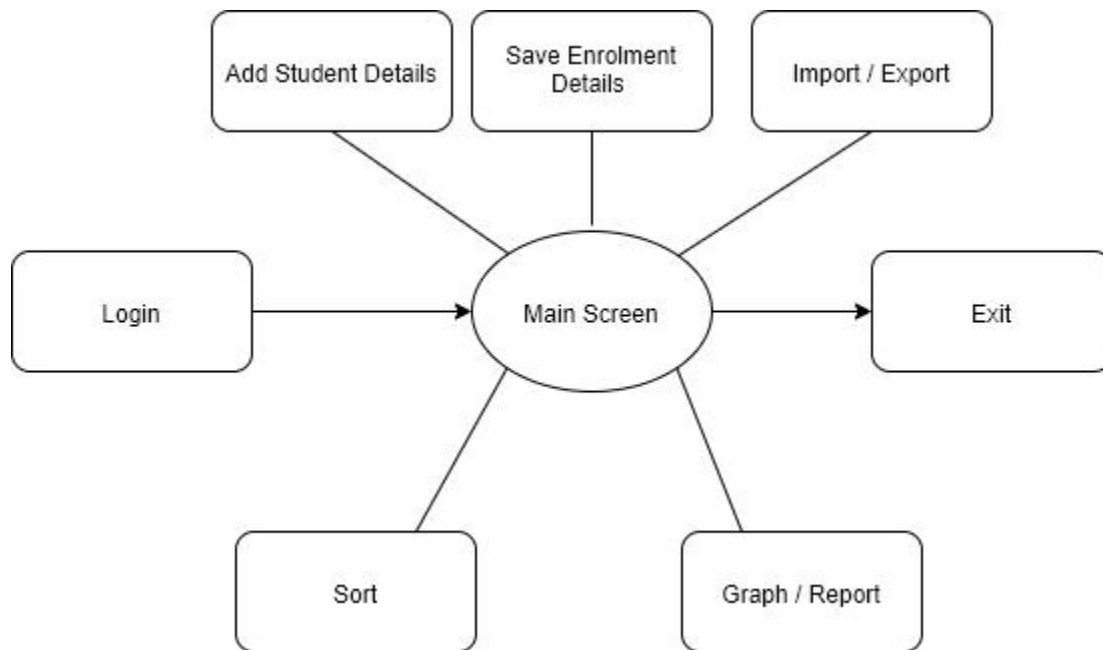 Add Student Details
Save Enrolment
Details
Import / Export
Login
Main Screen
Exit
Sort
Graph / Report